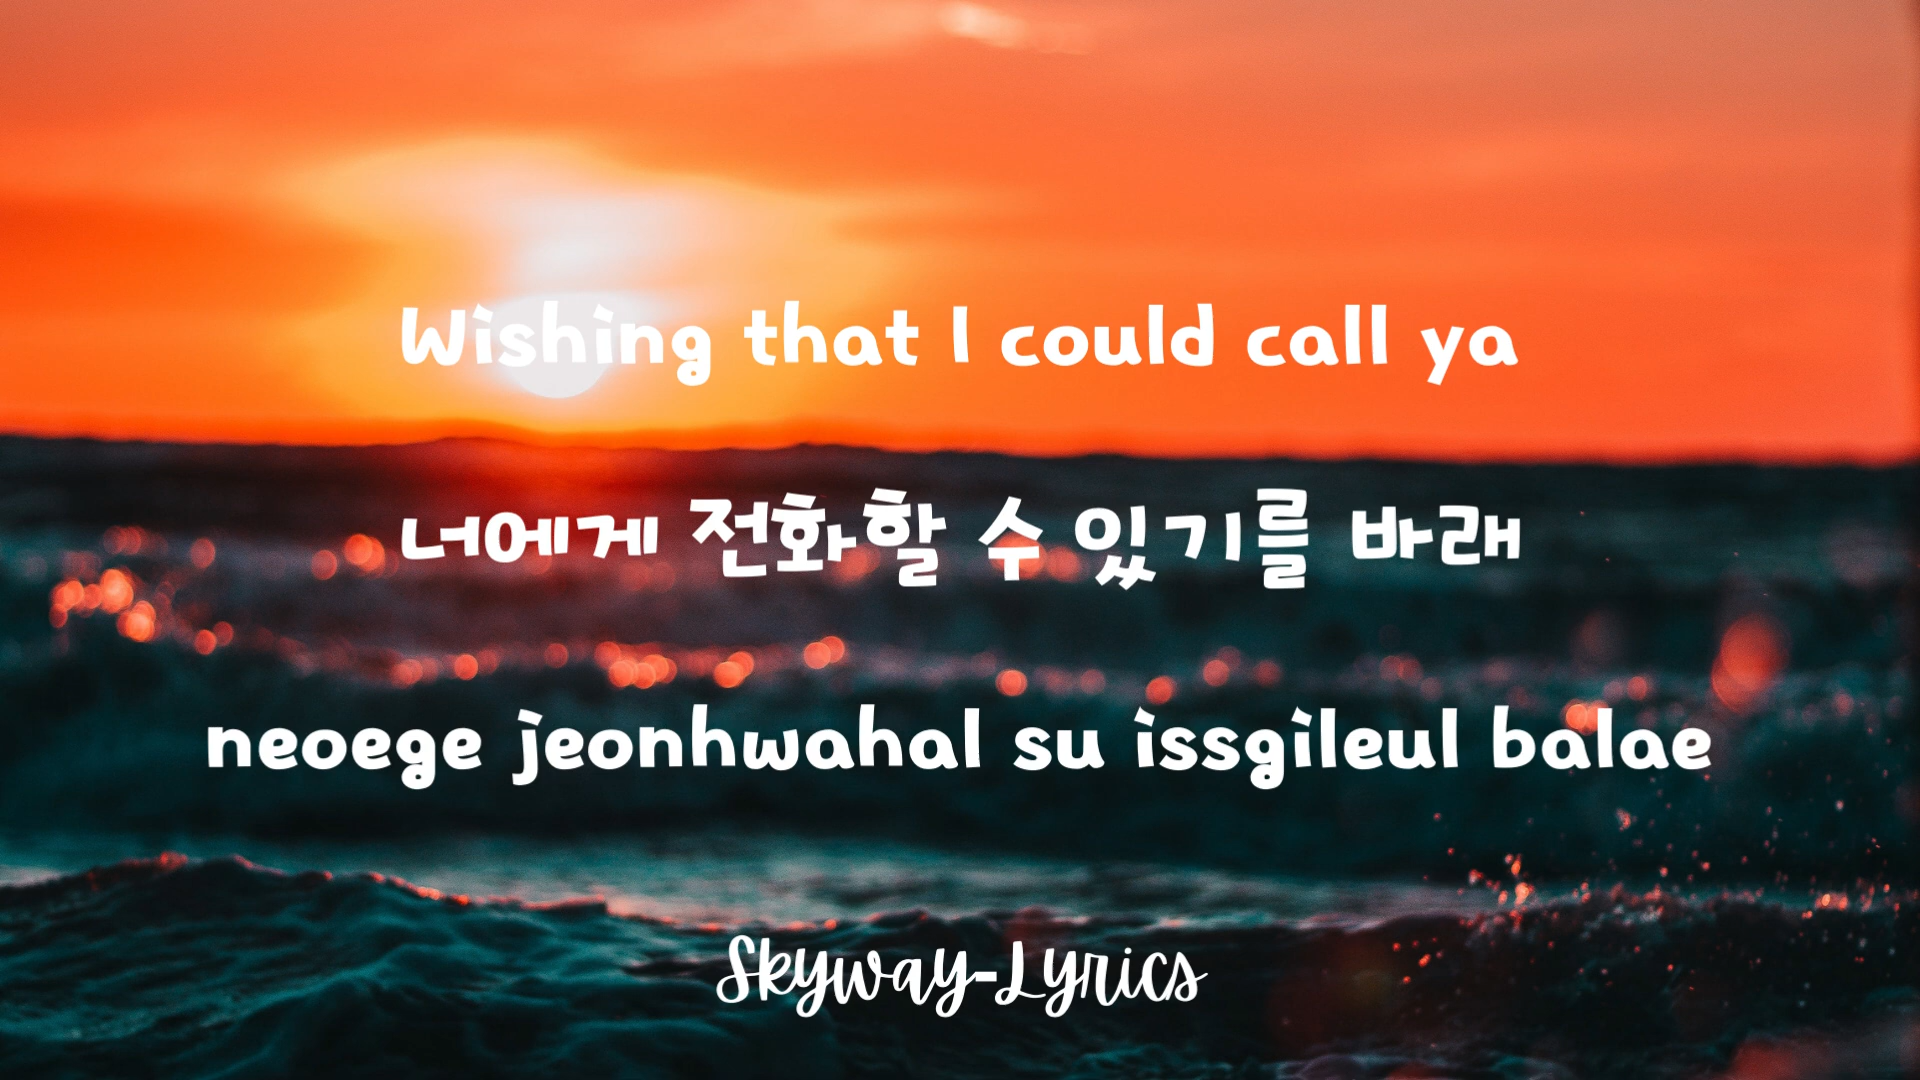 Wishing that I could call ya
너에게 전화할 수 있기를 바래
neoege jeonhwahal su issgileul balae
Skyway-Lyrics